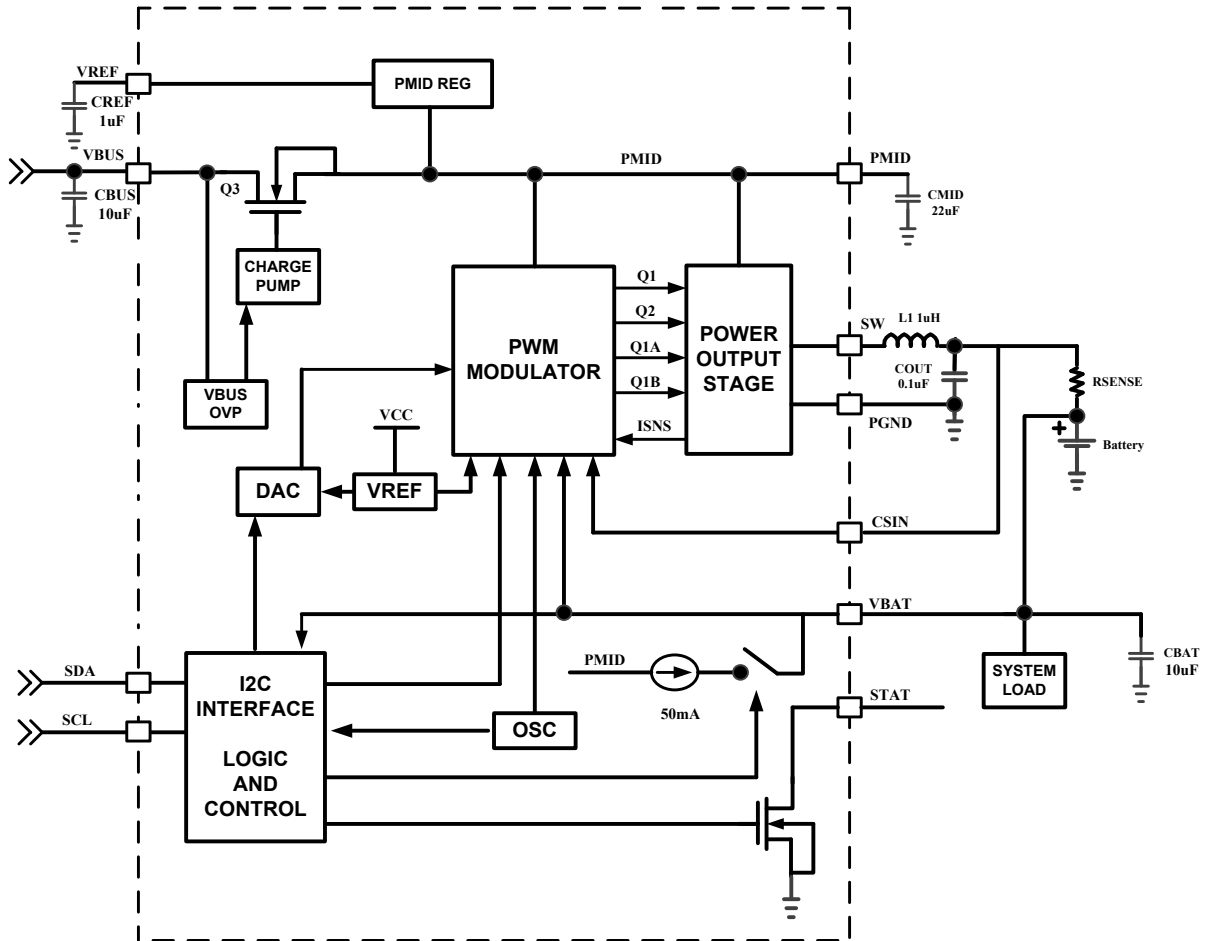 VREF
CREF
1uF
PMID REG
VBUS
CBUS
10uF
Q3
PMID
PMID
CMID
22uF
CHARGE
PUMP
VBUS
OVP
PWM
MODULATOR
Q1
Q2
Q1A
Q1B
ISNS
POWER
OUTPUT
STAGE
SW
L1 1uH
COUT
0.1uF
PGND
RSENSE
+
Battery
VCC
DAC
VREF
CSIN
VBAT
SDA
SCL
I2C
INTERFACE
LOGIC
AND
CONTROL
OSC
PMID
50mA
STAT
SYSTEM
LOAD
CBAT
10uF